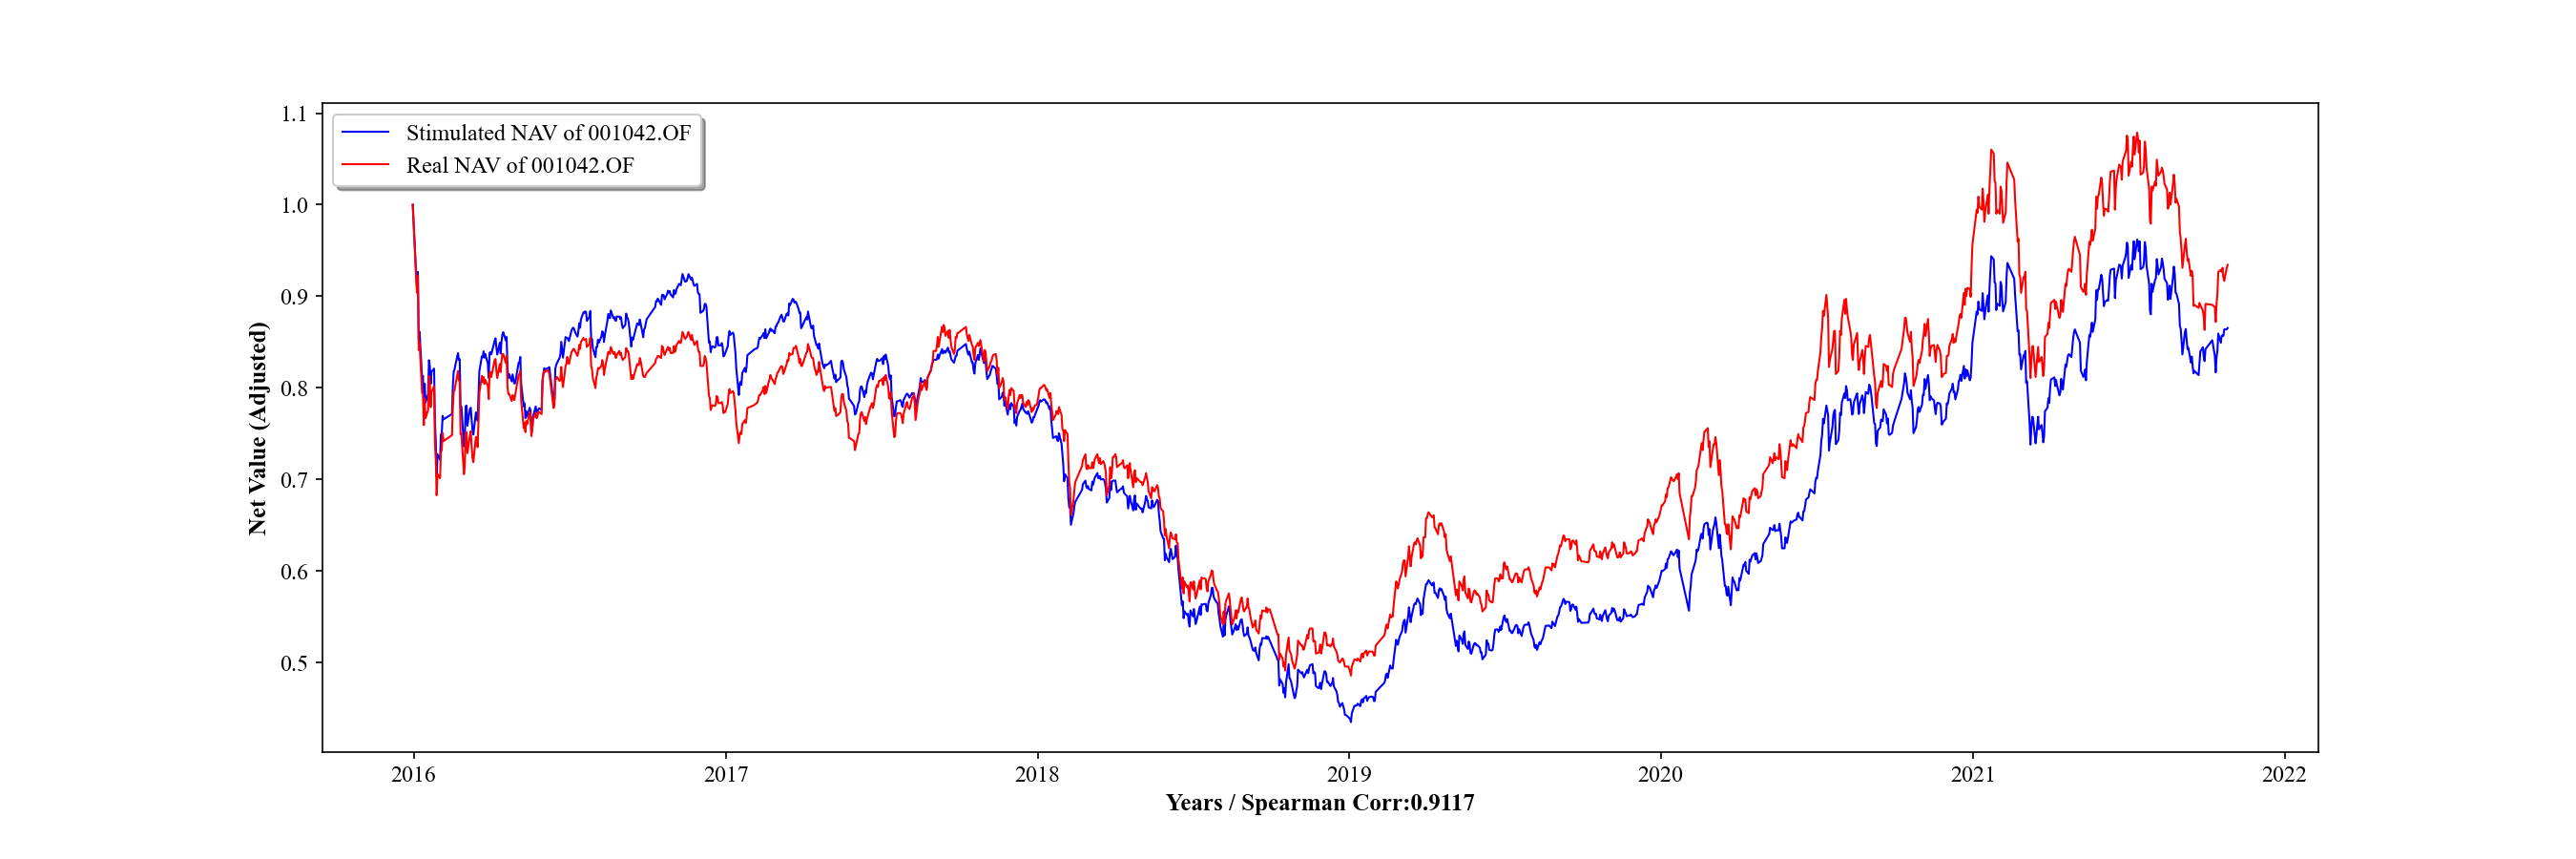 Stimulated NAV of 001042.OF
Real NAV of 001042.OF
1.1
1.0
0.9
0.8
0.7
0.6
0.5
Net Value (Adjusted)
2016 2017 2018 2019 2020 2021 2022
Years / Spearman Corr:0.9117